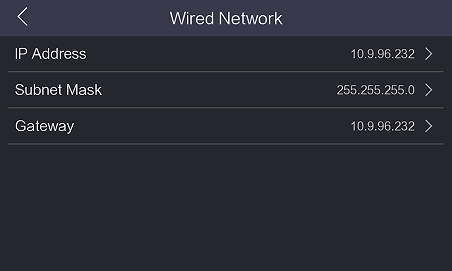 Wired Network
IP Address 10.9.96.232
Subnet Mask 255.255.255.0
Gateway 10.9.96.232